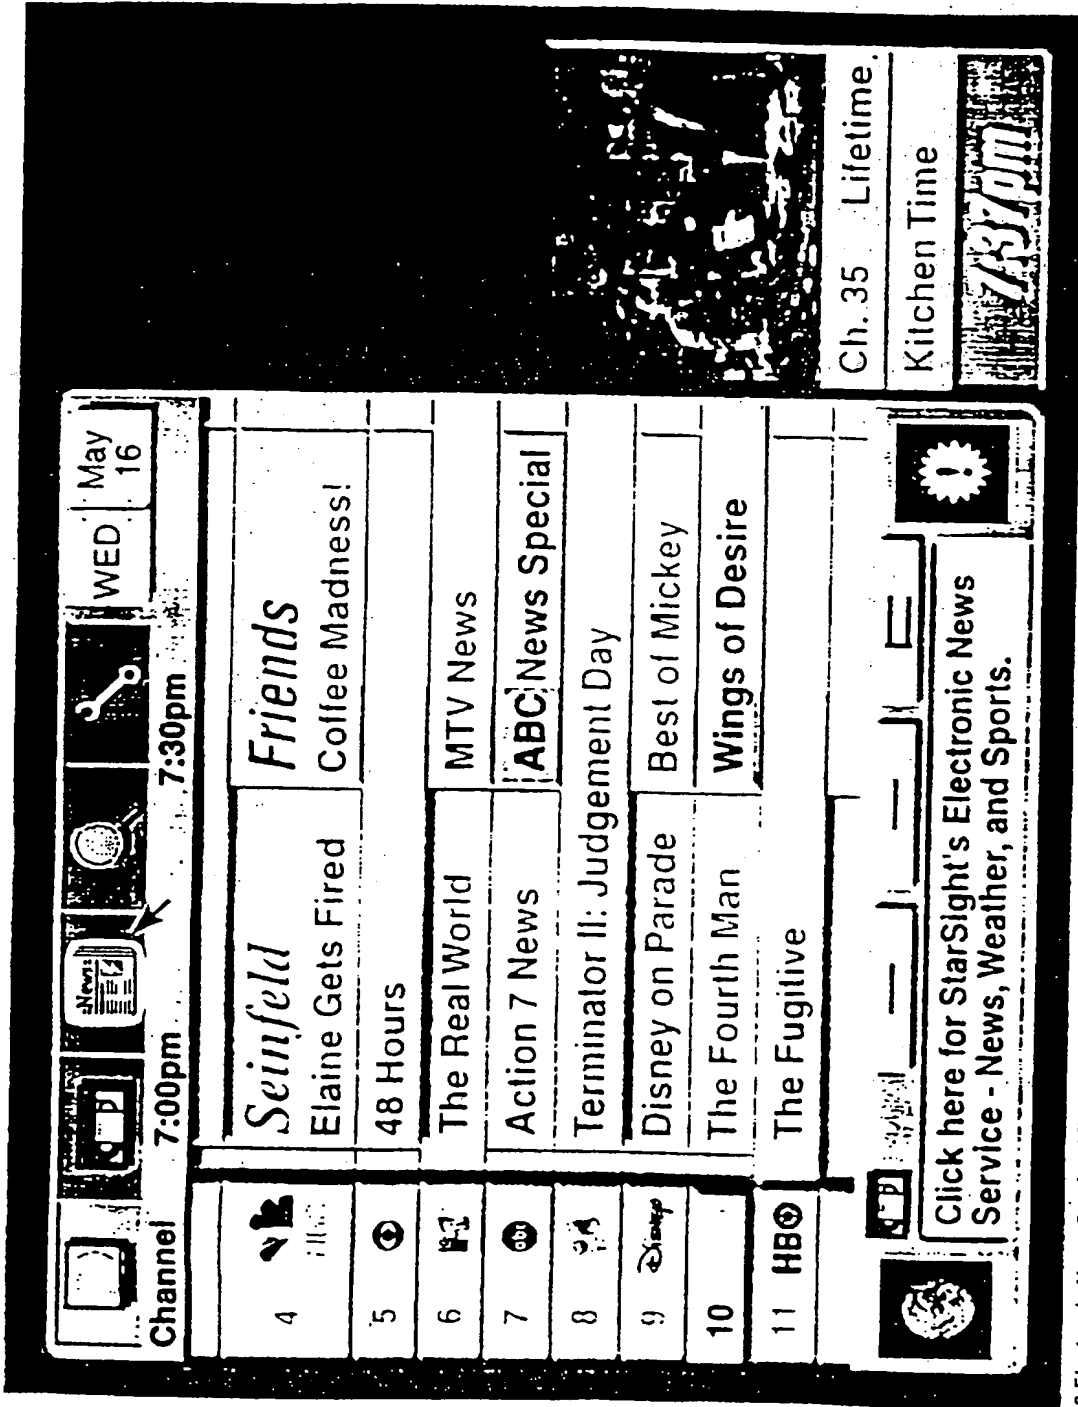 WED May 16
News
Channel 7:00pm 7:30pm
4 Seinfeld Friends
Elaine Gets Fired Coffee Madness!
5 48 Hours
6 The Real World MTV News
7 abc Action 7 News ABC News Special
8 Terminator II: Judgement Day
9 Disney Disney on Parade Best of Mickey
10 The Fourth Man Wings of Desire
11 HBO The Fugitive
!
Click here for StarSight's Electronic News
Service - News, Weather, and Sports.
Ch. 35 Lifetime
Kitchen Time
7:37pm